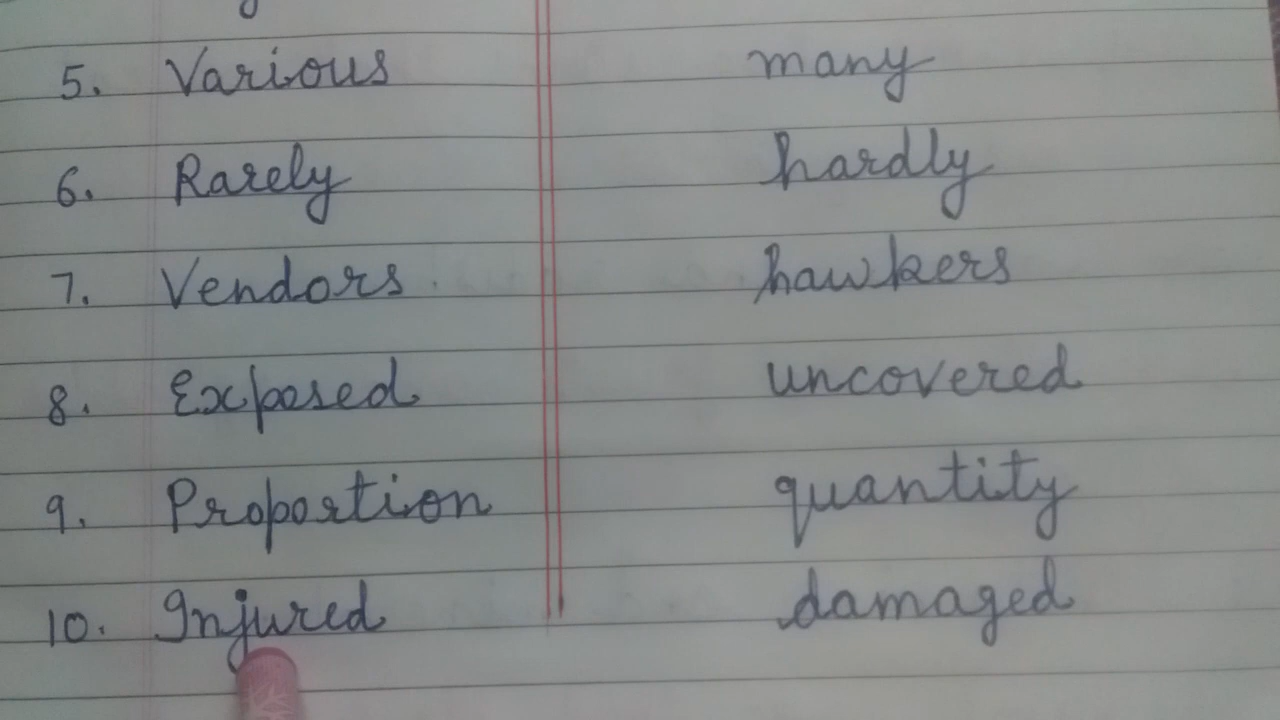 5. Various many
6. Rarely hardly
7. Vendors hawkers
8. Exposed uncovered
9. Proportion quantity
10. Injured damaged